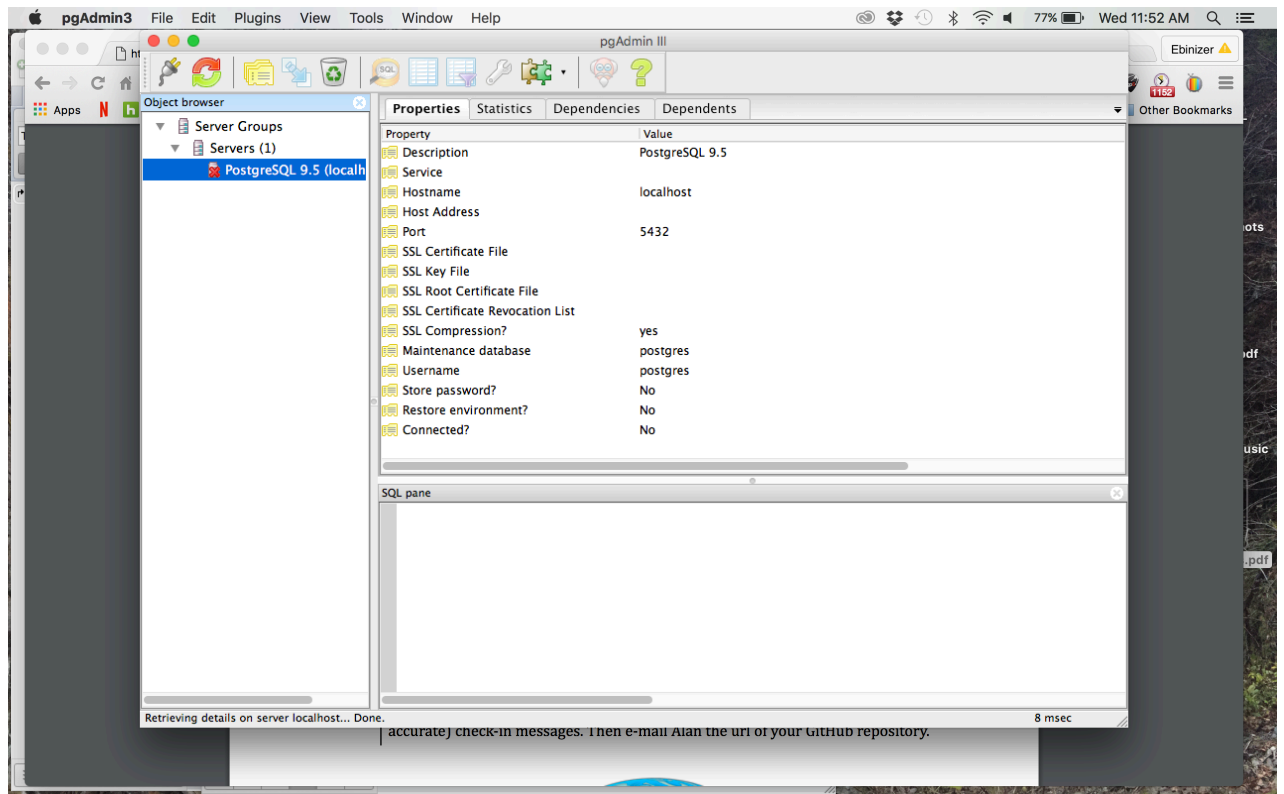 pgAdmin3 File Edit Plugins View Tools Window Help 77% Wed 11:52 AM
pgAdmin III
Ebinizer
1152
Apps N h
Other Bookmarks
SQL
Object browser
Server Groups
Servers (1)
PostgreSQL 9.5 (localh
Properties Statistics Dependencies Dependents
Property Value
Description PostgreSQL 9.5
Service
Hostname localhost
Host Address
Port 5432
SSL Certificate File
SSL Key File
SSL Root Certificate File
SSL Certificate Revocation List
SSL Compression? yes
Maintenance database postgres
Username postgres
Store password? No
Restore environment? No
Connected? No
SQL pane
Retrieving details on server localhost... Done. 8 msec
accurate) check-in messages. Then e-mail Alan the url of your GitHub repository.
ots
odf
usic
.pdf